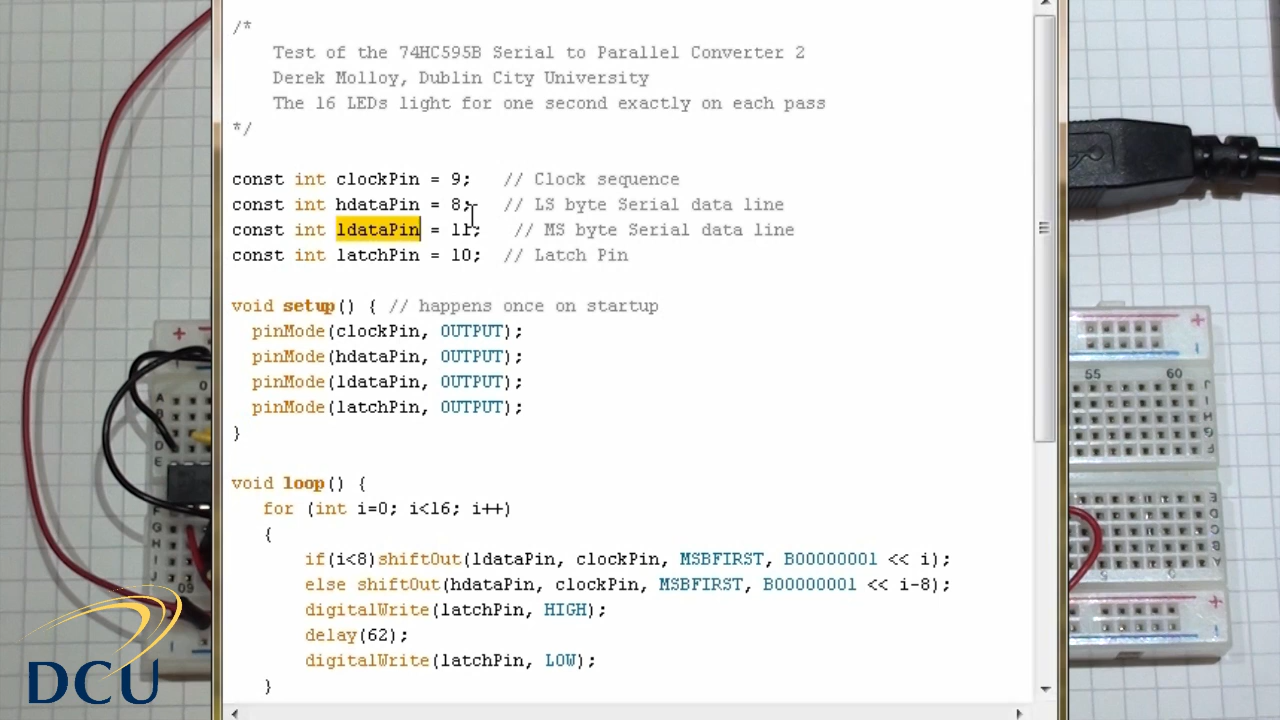 /*
Test of the 74HC595B Serial to Parallel Converter 2
Derek Molloy, Dublin City University
The 16 LEDs light for one second exactly on each pass
*/
const int clockPin = 9; // Clock sequence
const int hdataPin = 8; // LS byte Serial data line
const int ldataPin = 11; // MS byte Serial data line
const int latchPin = 10; // Latch Pin
void setup() { // happens once on startup
pinMode(clockPin, OUTPUT);
pinMode(hdataPin, OUTPUT);
pinMode(ldataPin, OUTPUT);
pinMode(latchPin, OUTPUT);
}
void loop() {
for (int i=0; i<16; i++)
{
if(i<8)shiftOut(ldataPin, clockPin, MSBFIRST, B00000001 << i);
else shiftOut(hdataPin, clockPin, MSBFIRST, B00000001 << i-8);
digitalWrite(latchPin, HIGH);
delay(62);
digitalWrite(latchPin, LOW);
}
DCU
55 60
J
I
H
G
F
E
D
C
B
A
5
0
A
B
C
D
E
F
G
H
I
J